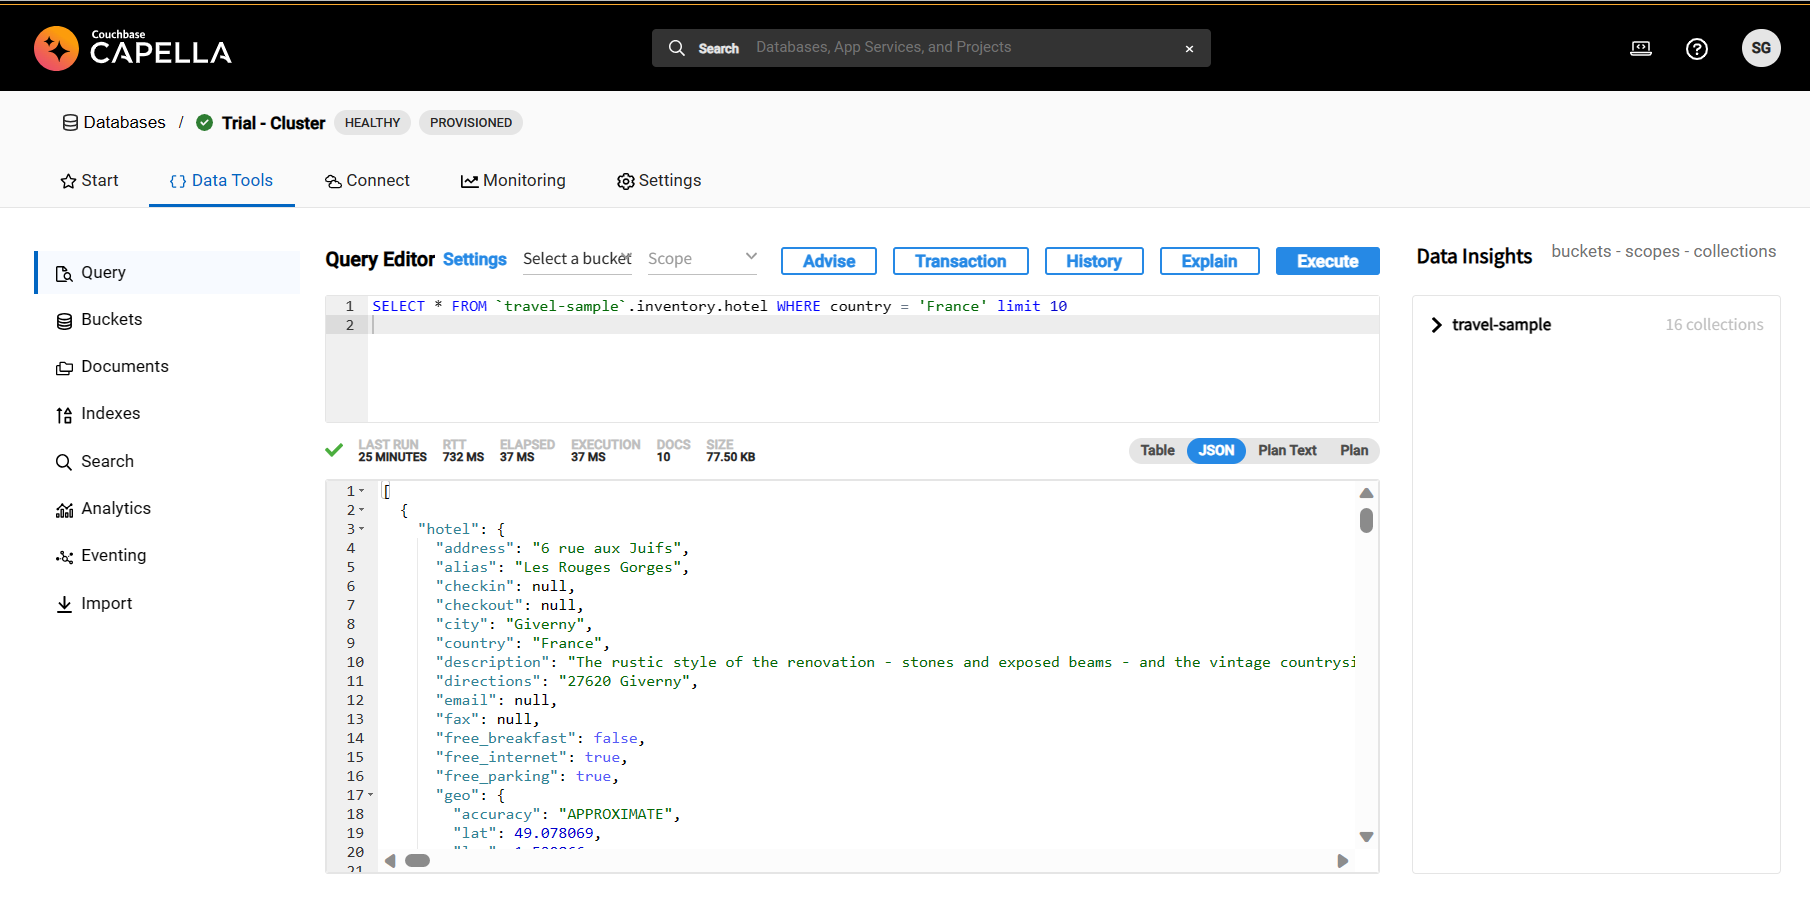 Couchbase
CAPELLA
Search Databases, App Services, and Projects ×
SG
Databases / Trial - Cluster HEALTHY PROVISIONED
Start {} Data Tools Connect Monitoring Settings
Query
Buckets
Documents
Indexes
Search
Analytics
Eventing
Import
Query Editor Settings Select a bucket Scope Advise Transaction History Explain Execute
1 SELECT * FROM `travel-sample`.inventory.hotel WHERE country = 'France' limit 10
2
LAST RUN RTT ELAPSED EXECUTION DOCS SIZE
25 MINUTES 732 MS 37 MS 37 MS 10 77.50 KB
Table JSON Plan Text Plan
1 [
2 {
3 "hotel": {
4 "address": "6 rue aux Juifs",
5 "alias": "Les Rouges Gorges",
6 "checkin": null,
7 "checkout": null,
8 "city": "Giverny",
9 "country": "France",
10 "description": "The rustic style of the renovation - stones and exposed beams - and the vintage countrysi
11 "directions": "27620 Giverny",
12 "email": null,
13 "fax": null,
14 "free_breakfast": false,
15 "free_internet": true,
16 "free_parking": true,
17 "geo": {
18 "accuracy": "APPROXIMATE",
19 "lat": 49.078069,
20
21
Data Insights buckets - scopes - collections
travel-sample 16 collections